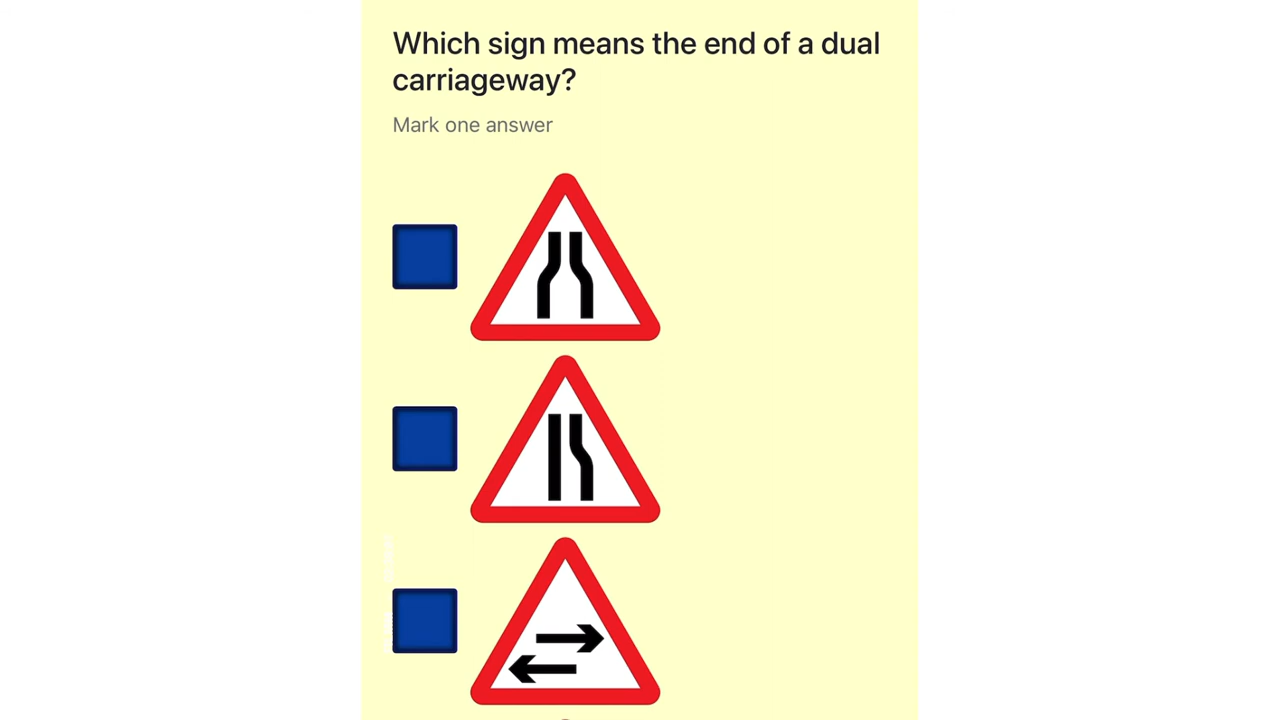 Which sign means the end of a dual
carriageway?
Mark one answer